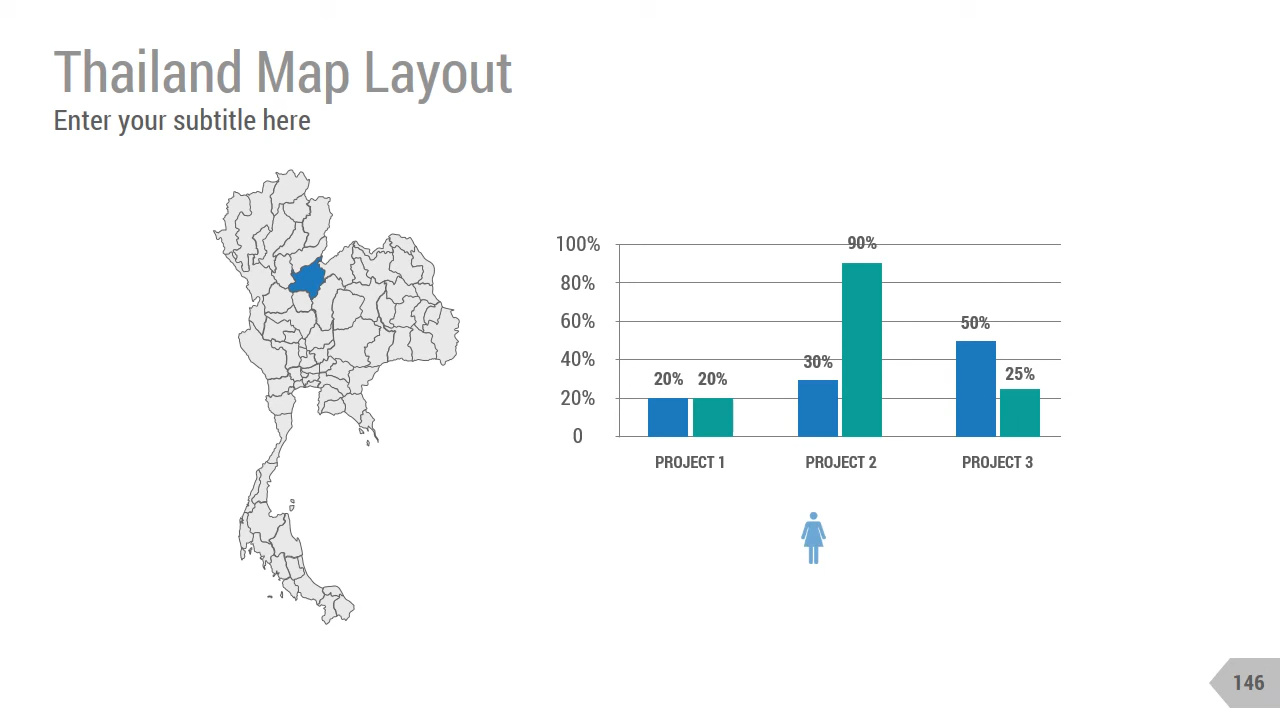 Thailand Map Layout
Enter your subtitle here
100%
80%
60%
40%
20%
0
20%
20%
30%
90%
50%
25%
PROJECT 1
PROJECT 2
PROJECT 3
146